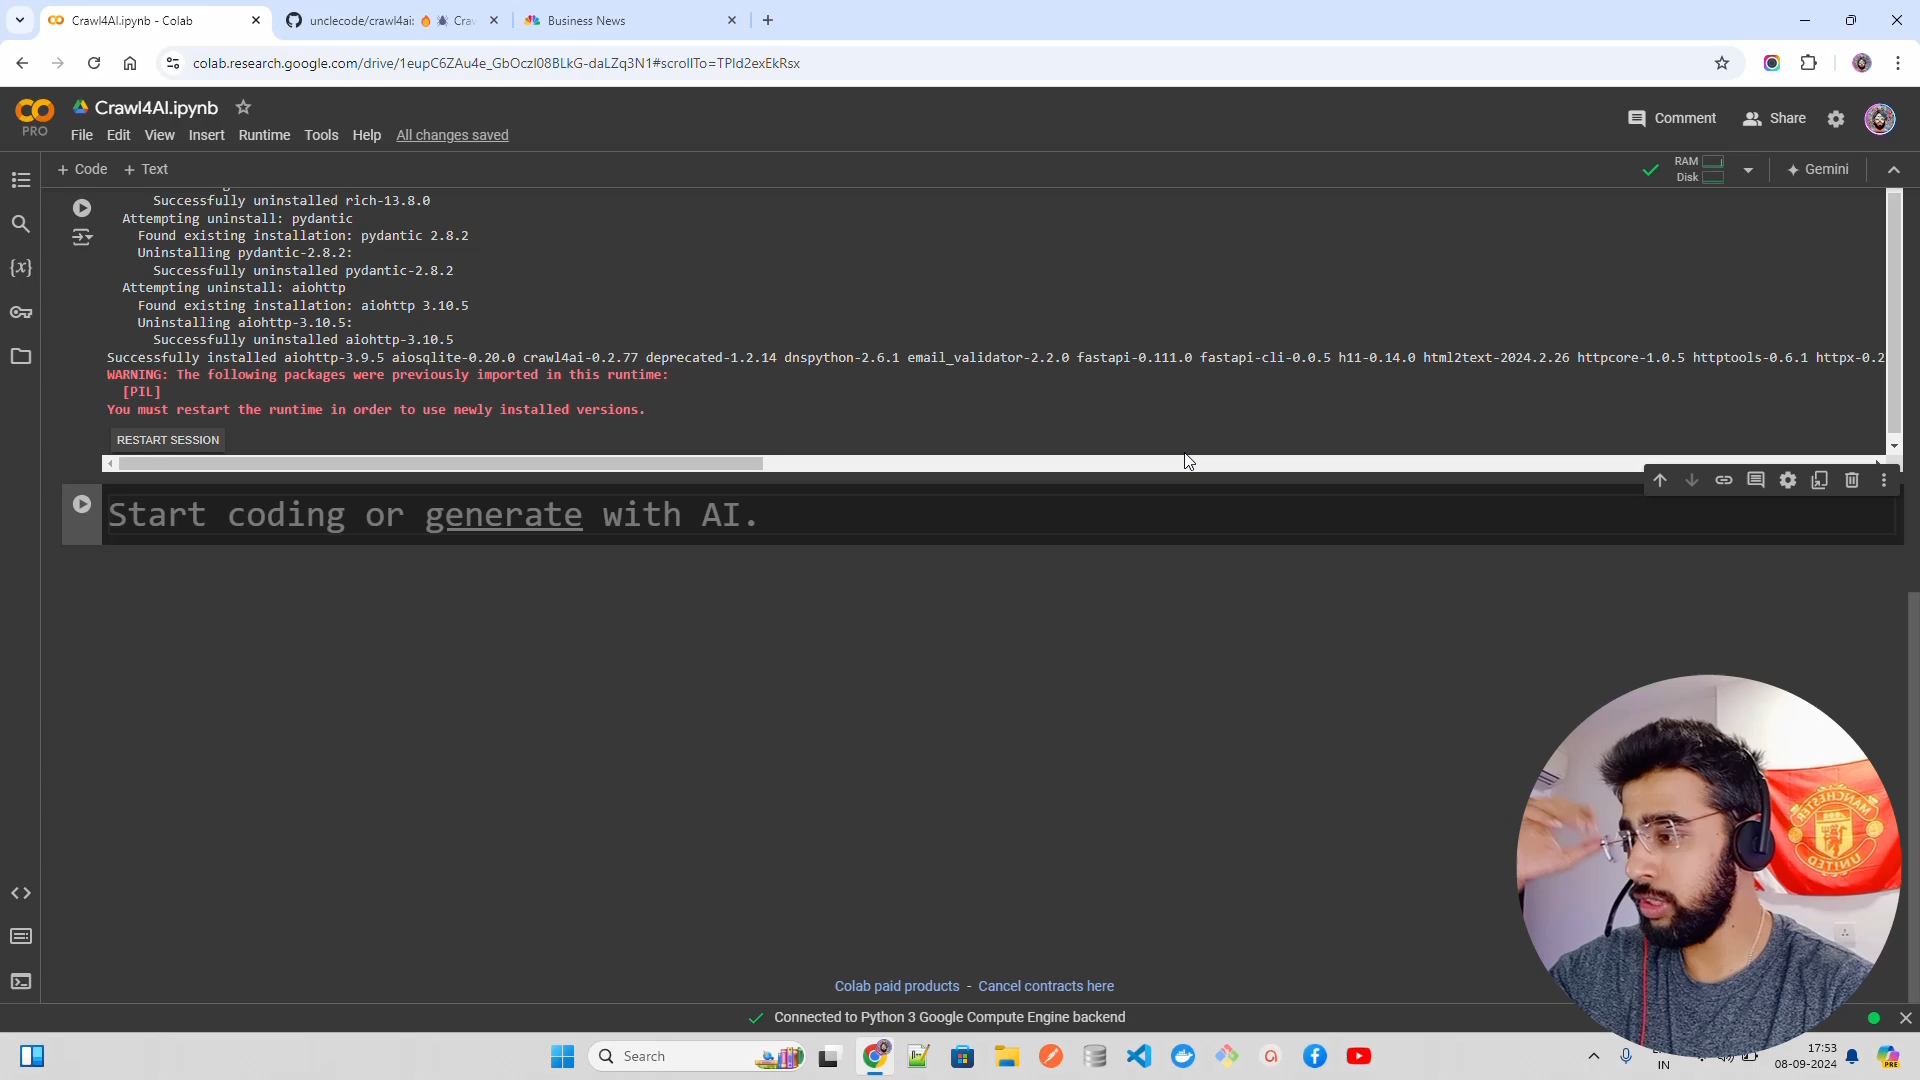 Crawl4AI.ipynb - Colab
unclecode/crawl4ai: 🔥🕷️ Craw
Business News
colab.research.google.com/drive/1eupC6ZAu4e_GbOczI08BLkG-daLZq3N1#scrollTo=TPld2exEkRsx
PRO
Crawl4AI.ipynb
File Edit View Insert Runtime Tools Help All changes saved
Comment
Share
+ Code + Text
RAM
Disk
Gemini
Successfully uninstalled rich-13.8.0
Attempting uninstall: pydantic
Found existing installation: pydantic 2.8.2
Uninstalling pydantic-2.8.2:
Successfully uninstalled pydantic-2.8.2
Attempting uninstall: aiohttp
Found existing installation: aiohttp 3.10.5
Uninstalling aiohttp-3.10.5:
Successfully uninstalled aiohttp-3.10.5
Successfully installed aiohttp-3.9.5 aiosqlite-0.20.0 crawl4ai-0.2.77 deprecated-1.2.14 dnspython-2.6.1 email_validator-2.2.0 fastapi-0.111.0 fastapi-cli-0.0.5 h11-0.14.0 html2text-2024.2.26 httpcore-1.0.5 httptools-0.6.1 httpx-0.2
WARNING: The following packages were previously imported in this runtime:
[PIL]
You must restart the runtime in order to use newly installed versions.
RESTART SESSION
Start coding or generate with AI.
MANCHESTER
UNITED
Colab paid products - Cancel contracts here
Connected to Python 3 Google Compute Engine backend
Search
IN
17:53
08-09-2024
PRE